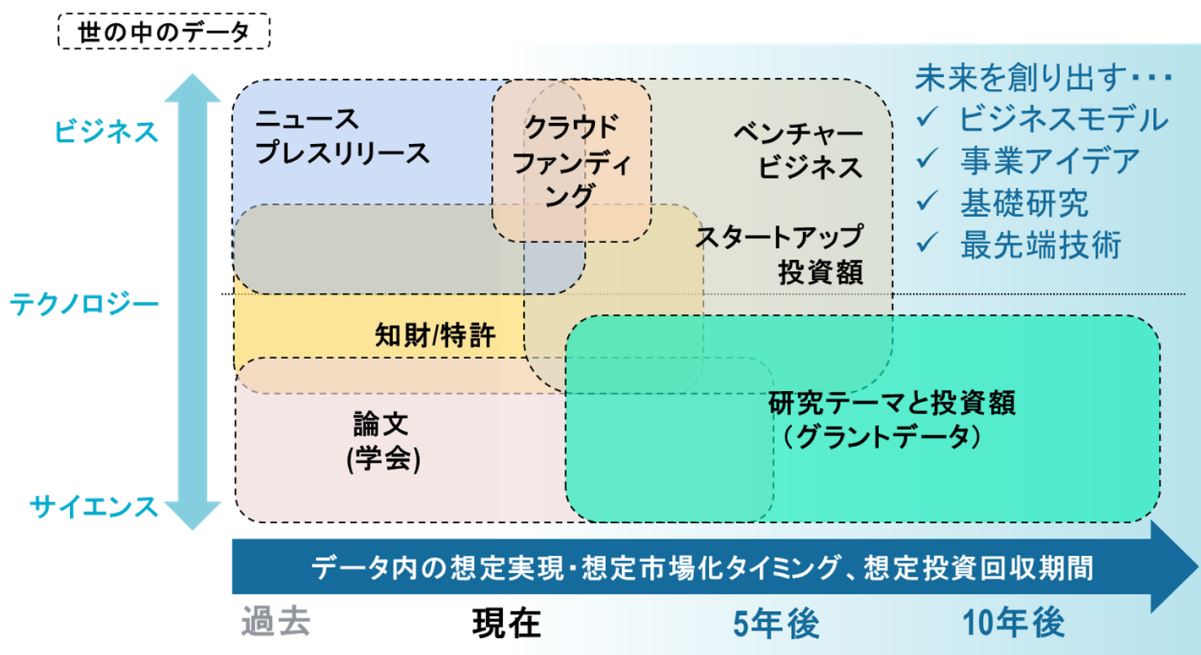 世の中のデータ
ビジネス
テクノロジー
サイエンス
ニュース
プレスリリース
クラウド
ファンディ
ング
ベンチャー
ビジネス
スタートアップ
投資額
知財/特許
論文
(学会)
研究テーマと投資額
（グラントデータ）
未来を創り出す・・・
✓ ビジネスモデル
✓ 事業アイデア
✓ 基礎研究
✓ 最先端技術
データ内の想定実現・想定市場化タイミング、想定投資回収期間
過去
現在
5年後
10年後